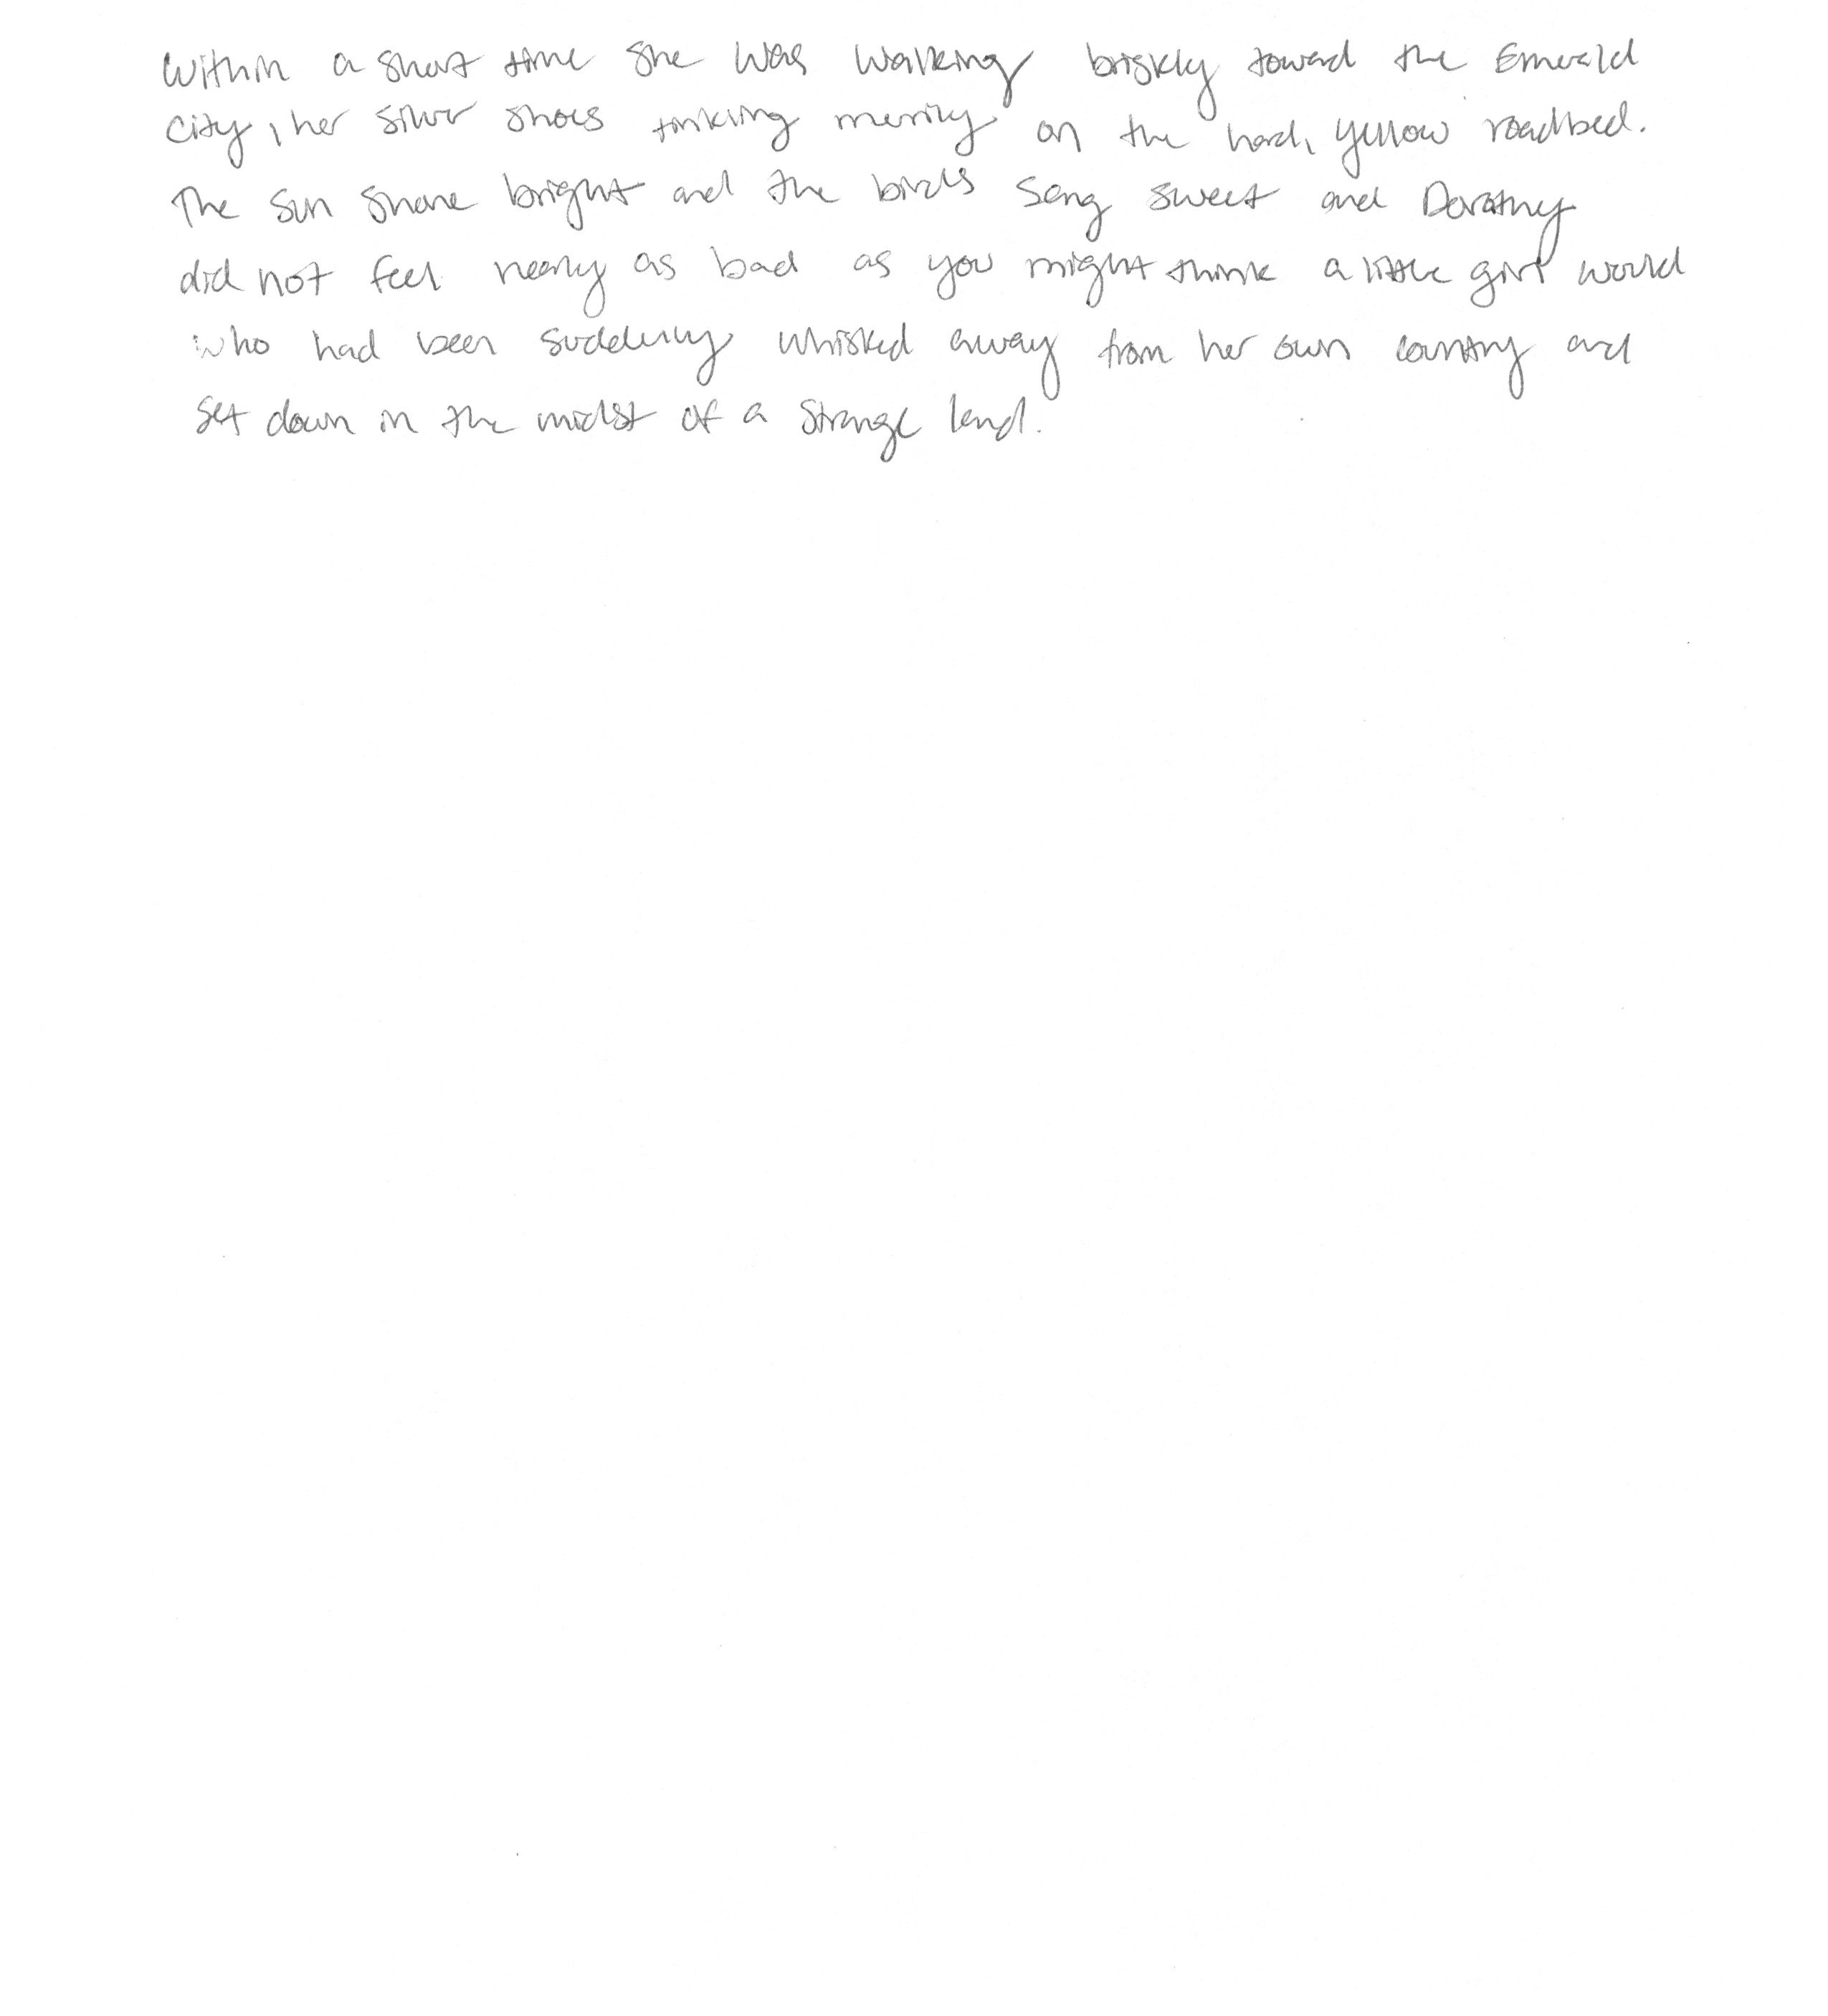 Within a short time she was walking briskly toward the Emerald
City, her silver shoes tinkling merrily on the hard, yellow roadbed.
The sun shone bright and the birds sang sweet and Dorothy
did not feel nearly as bad as you might think a little girl would
who had been suddenly whisked away from her own country and
set down in the midst of a strange land.